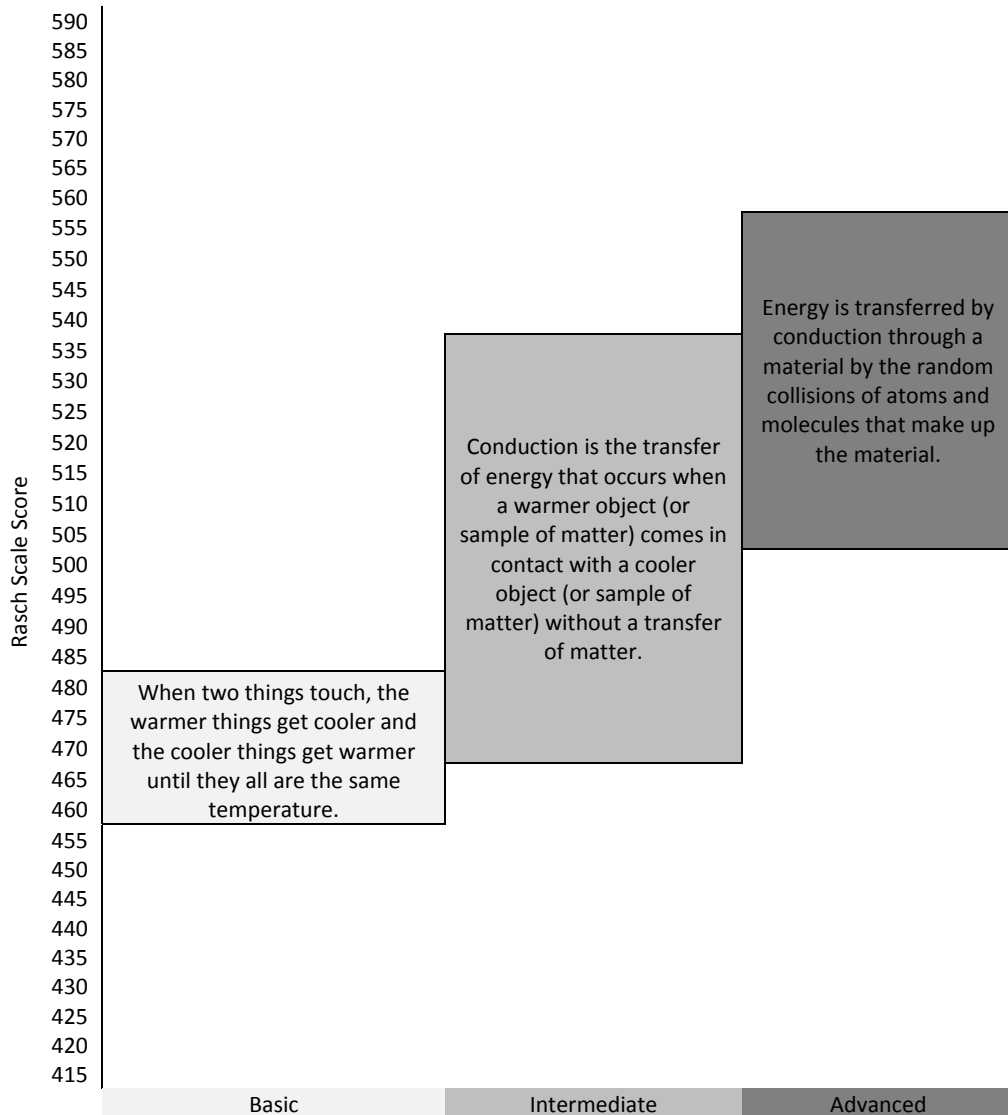 590
585
580
575
570
565
560
555
550
545
540
535
530
525
520
515
510
505
500
495
490
485
480
475
470
465
460
455
450
445
440
435
430
425
420
415
Rasch Scale Score
When two things touch, the
warmer things get cooler and
the cooler things get warmer
until they all are the same
temperature.
Conduction is the transfer
of energy that occurs when
a warmer object (or
sample of matter) comes in
contact with a cooler
object (or sample of
matter) without a transfer
of matter.
Energy is transferred by
conduction through a
material by the random
collisions of atoms and
molecules that make up
the material.
Basic
Intermediate
Advanced